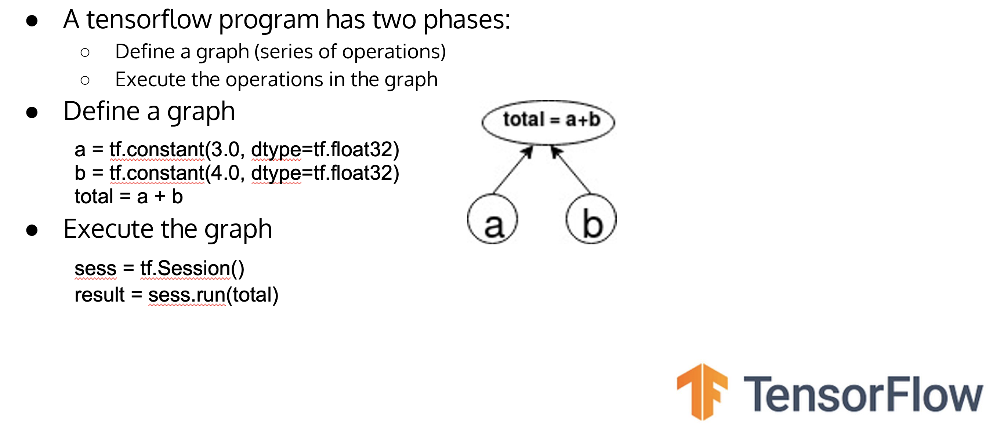 ● A tensorflow program has two phases:
○ Define a graph (series of operations)
○ Execute the operations in the graph
● Define a graph
a = tf.constant(3.0, dtype=tf.float32)
b = tf.constant(4.0, dtype=tf.float32)
total = a + b
total = a+b
a
b
● Execute the graph
sess = tf.Session()
result = sess.run(total)
TensorFlow